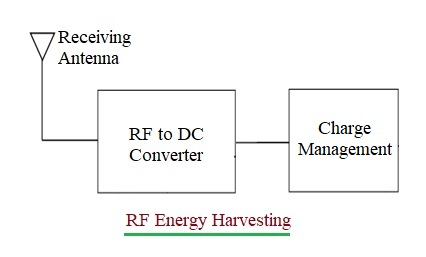 Receiving
Antenna
RF to DC
Converter
Charge
Management
RF Energy Harvesting